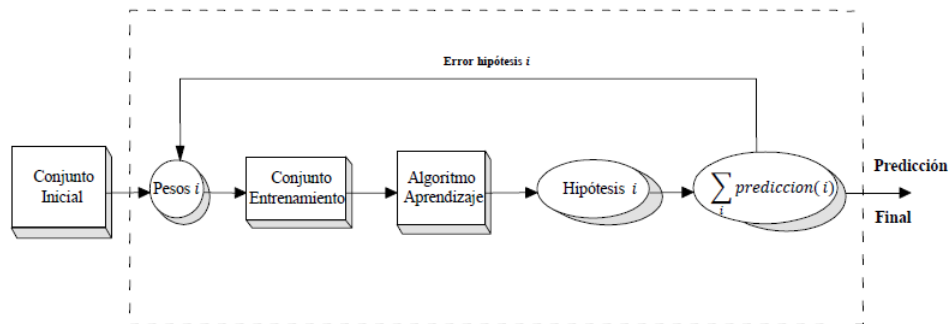 Error hipótesis i
Conjunto
Inicial
Pesos i
Conjunto
Entrenamiento
Algoritmo
Aprendizaje
Hipótesis i
∑ prediccion(i)
i
Predicción
Final